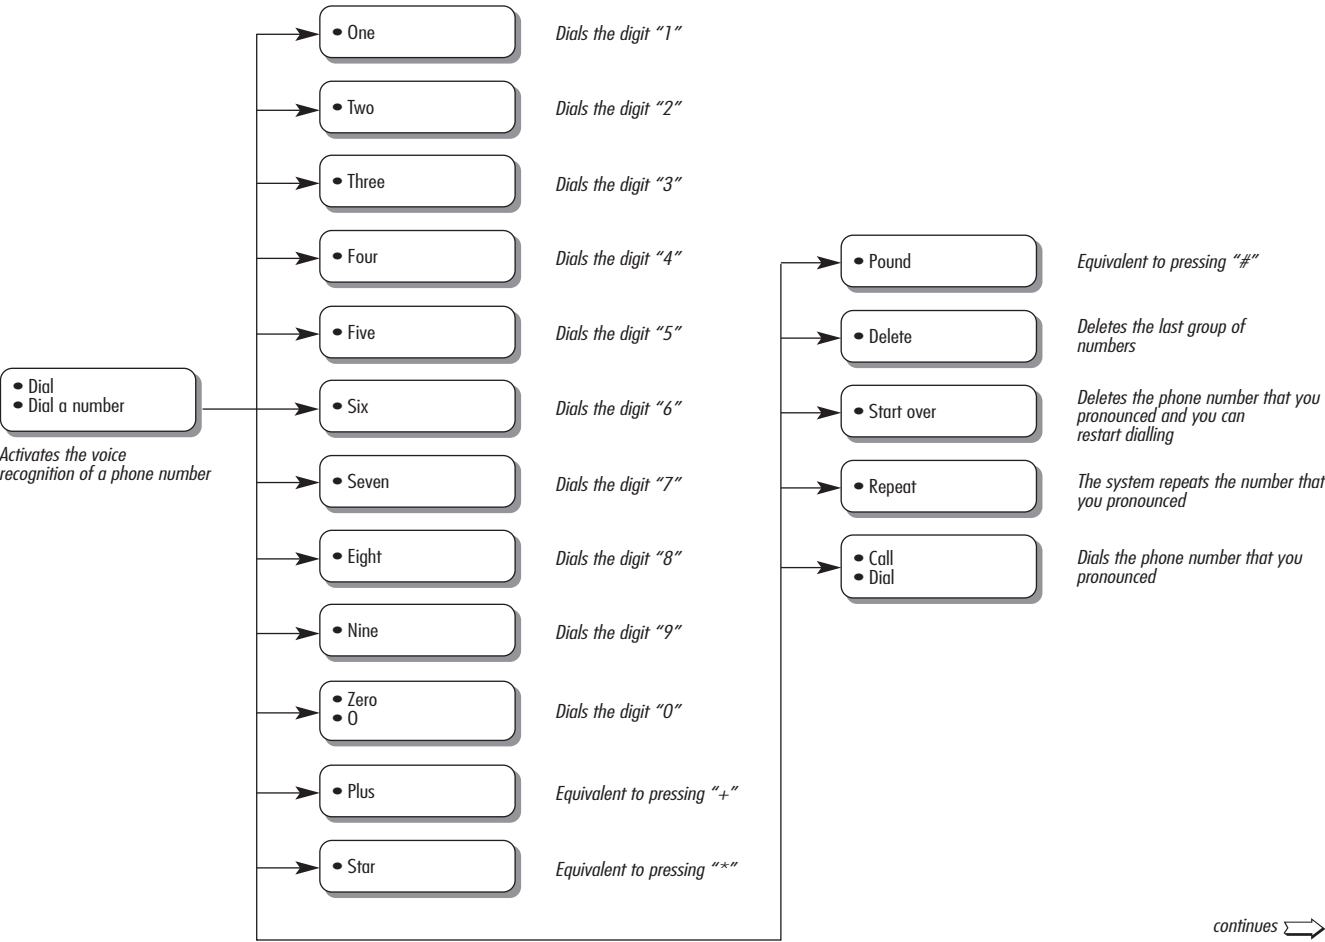 • Dial
• Dial a number
Activates the voice
recognition of a phone number
• One
Dials the digit “1”
• Two
Dials the digit “2”
• Three
Dials the digit “3”
• Four
Dials the digit “4”
• Five
Dials the digit “5”
• Six
Dials the digit “6”
• Seven
Dials the digit “7”
• Eight
Dials the digit “8”
• Nine
Dials the digit “9”
• Zero
• O
Dials the digit “0”
• Plus
Equivalent to pressing “+”
• Star
Equivalent to pressing “*”
• Pound
Equivalent to pressing “#”
• Delete
Deletes the last group of
numbers
• Start over
Deletes the phone number that you
pronounced and you can
restart dialling
• Repeat
The system repeats the number that
you pronounced
• Call
• Dial
Dials the phone number that you
pronounced
continues